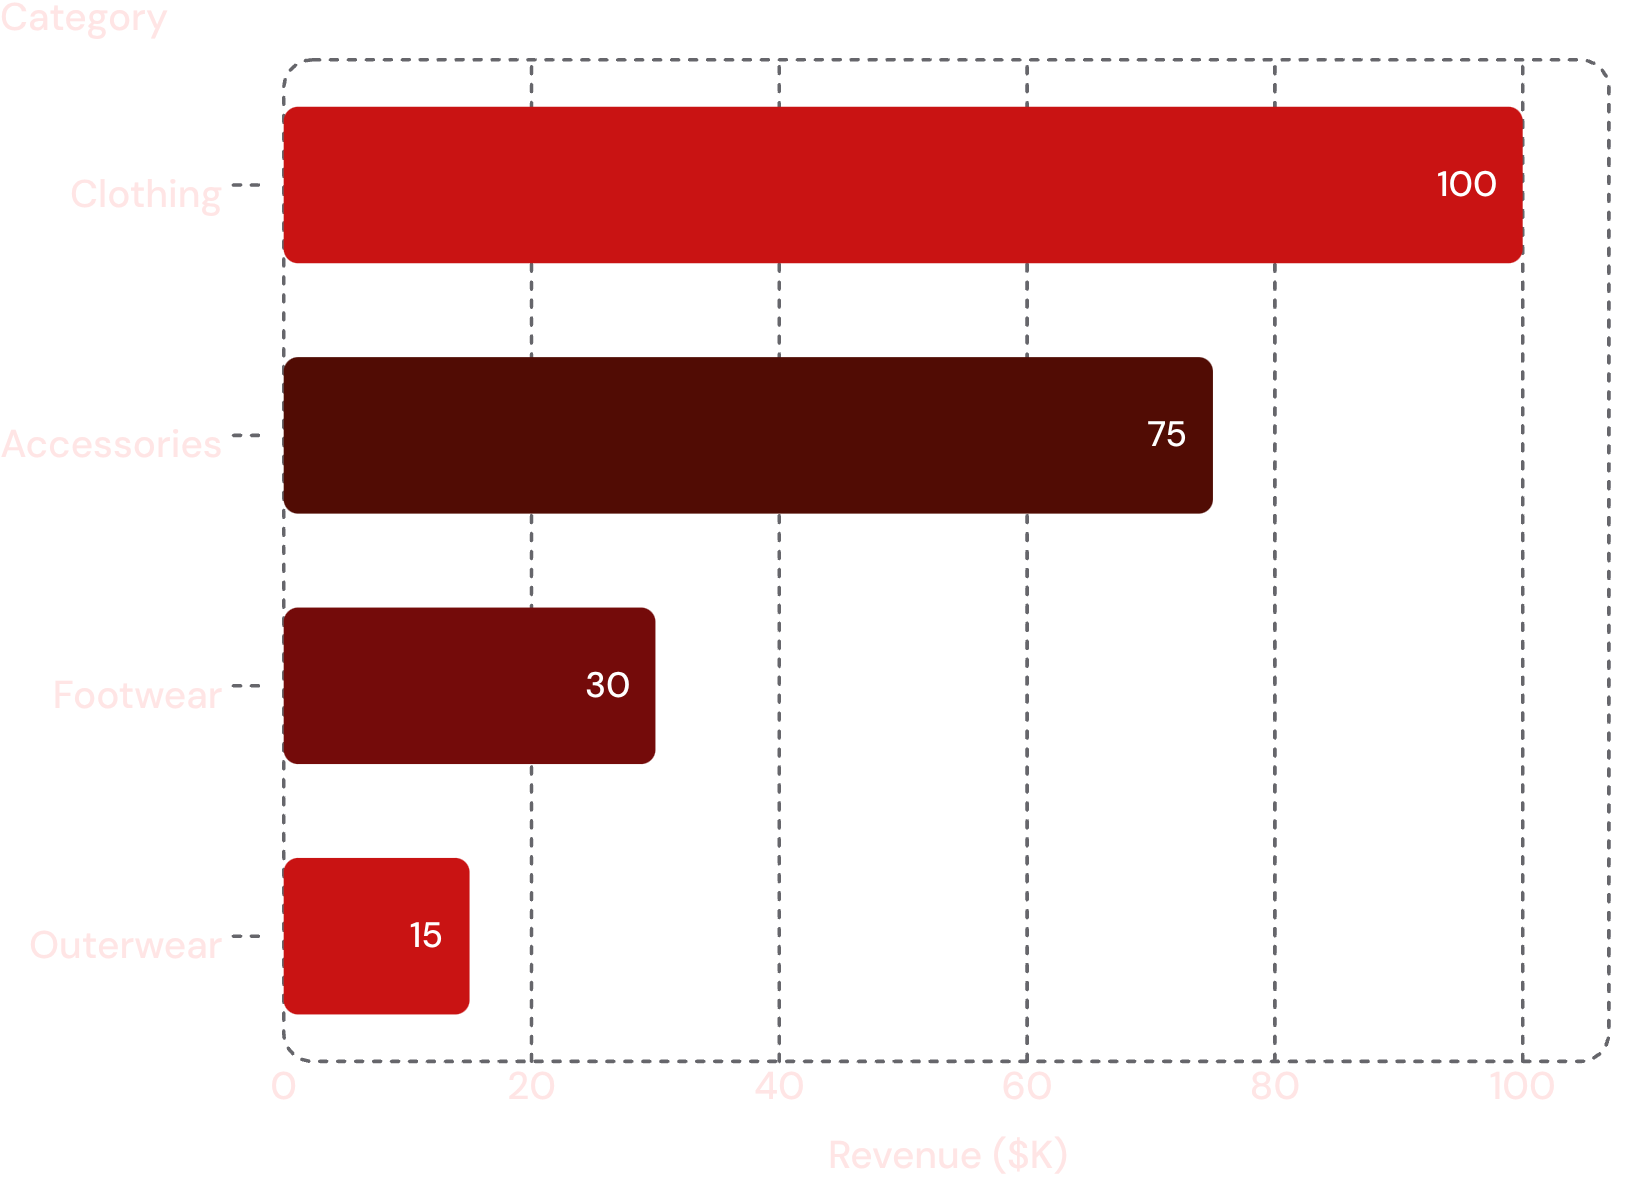 Category
Clothing
100
Accessories
75
Footwear
30
Outerwear
15
0 20 40 60 80 100
Revenue ($K)